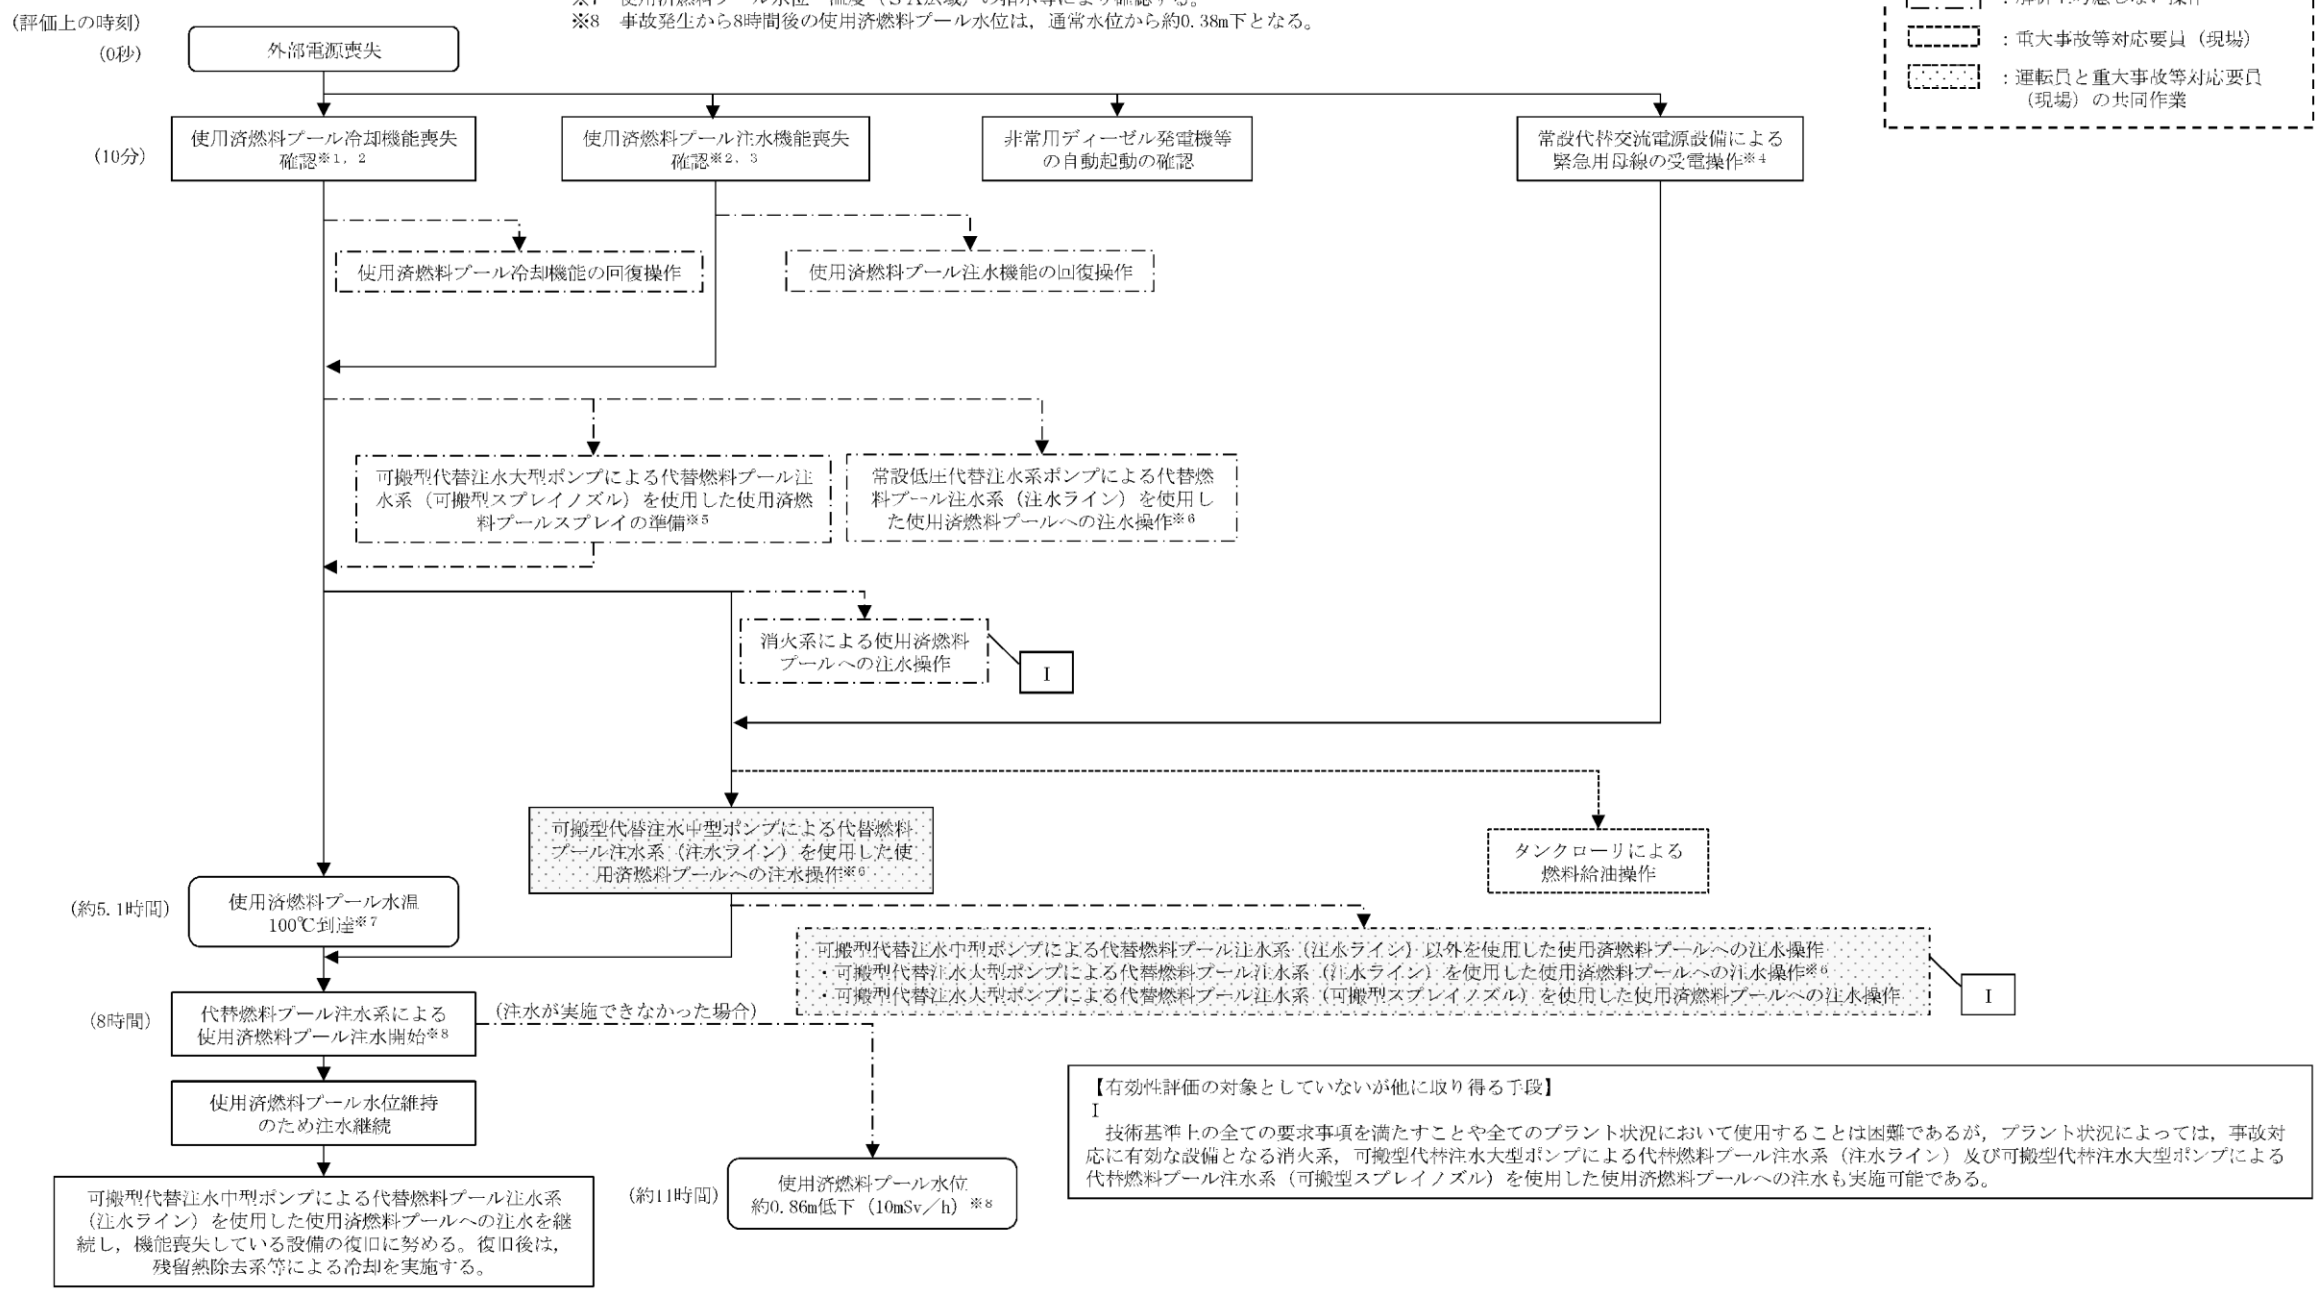 ※8 事故発生から8時間後の使用済燃料プール水位は，通常水位から約0.38m下となる。
(評価上の時刻)
(0秒)
外部電源喪失
：重大事故等対応要員（現場）
：運転員と重大事故等対応要員
（現場）の共同作業
(10分)
使用済燃料プール冷却機能喪失
確認※1，2
使用済燃料プール注水機能喪失
確認※2，3
非常用ディーゼル発電機等
の自動起動の確認
常設代替交流電源設備による
緊急用母線の受電操作※4
使用済燃料プール冷却機能の回復操作
使用済燃料プール注水機能の回復操作
可搬型代替注水大型ポンプによる代替燃料プール注
水系（可搬型スプレイノズル）を使用した使用済燃
料プールスプレイの準備※5
常設低圧代替注水系ポンプによる代替燃
料プール注水系（注水ライン）を使用し
た使用済燃料プールへの注水操作※6
消火系による使用済燃料
プールへの注水操作
I
可搬型代替注水中型ポンプによる代替燃料
プール注水系（注水ライン）を使用した使
用済燃料プールへの注水操作※6
タンクローリによる
燃料給油操作
(約5.1時間)
使用済燃料プール水温
100℃到達※7
可搬型代替注水中型ポンプによる代替燃料プール注水系（注水ライン）以外を使用した使用済燃料プールへの注水操作
・可搬型代替注水大型ポンプによる代替燃料プール注水系（注水ライン）を使用した使用済燃料プールへの注水操作※6
・可搬型代替注水大型ポンプによる代替燃料プール注水系（可搬型スプレイノズル）を使用した使用済燃料プールへの注水操作
I
(8時間)
代替燃料プール注水系による
使用済燃料プール注水開始※8
(注水が実施できなかった場合)
使用済燃料プール水位維持
のため注水継続
可搬型代替注水中型ポンプによる代替燃料プール注水系
（注水ライン）を使用した使用済燃料プールへの注水を継
続し，機能喪失している設備の復旧に努める。復旧後は，
残留熱除去系等による冷却を実施する。
(約11時間)
使用済燃料プール水位
約0.86m低下（10mSv／h）※8
【有効性評価の対象としていないが他に取り得る手段】
I
技術基準上の全ての要求事項を満たすことや全てのプラント状況において使用することは困難であるが，プラント状況によっては，事故対
応に有効な設備となる消火系，可搬型代替注水大型ポンプによる代替燃料プール注水系（注水ライン）及び可搬型代替注水大型ポンプによる
代替燃料プール注水系（可搬型スプレイノズル）を使用した使用済燃料プールへの注水も実施可能である。